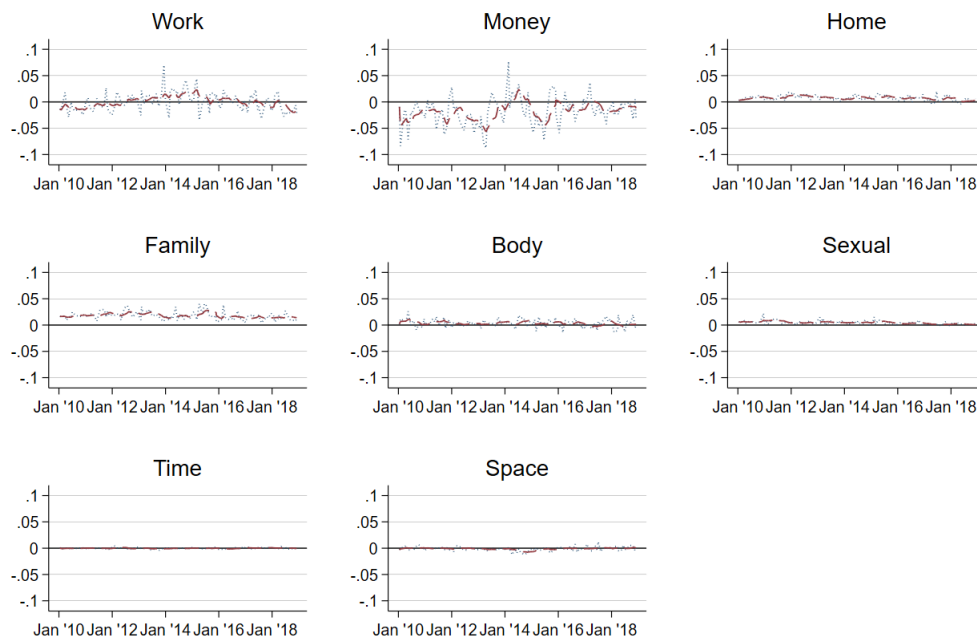 Work Money Home
.1 .1 .1
.05 .05 .05
0 0 0
-.05 -.05 -.05
-.1 -.1 -.1
Jan '10 Jan '12 Jan '14 Jan '16 Jan '18 Jan '10 Jan '12 Jan '14 Jan '16 Jan '18 Jan '10 Jan '12 Jan '14 Jan '16 Jan '18
Family Body Sexual
.1 .1 .1
.05 .05 .05
0 0 0
-.05 -.05 -.05
-.1 -.1 -.1
Jan '10 Jan '12 Jan '14 Jan '16 Jan '18 Jan '10 Jan '12 Jan '14 Jan '16 Jan '18 Jan '10 Jan '12 Jan '14 Jan '16 Jan '18
Time Space
.1 .1
.05 .05
0 0
-.05 -.05
-.1 -.1
Jan '10 Jan '12 Jan '14 Jan '16 Jan '18 Jan '10 Jan '12 Jan '14 Jan '16 Jan '18